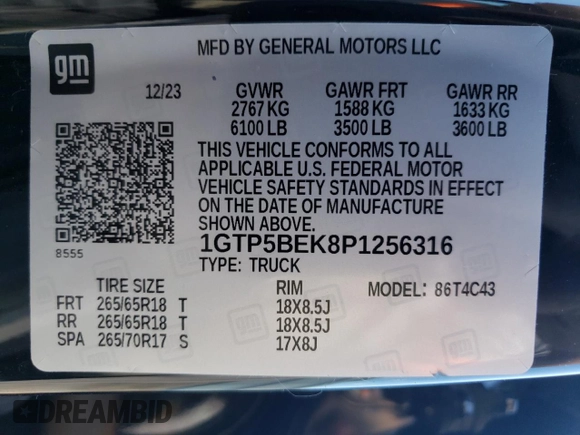 gm
MFD BY GENERAL MOTORS LLC
12/23 GVWR GAWR FRT GAWR RR
2767 KG 1588 KG 1633 KG
6100 LB 3500 LB 3600 LB
THIS VEHICLE CONFORMS TO ALL
APPLICABLE U.S. FEDERAL MOTOR
VEHICLE SAFETY STANDARDS IN EFFECT
ON THE DATE OF MANUFACTURE
SHOWN ABOVE.
8555
1GTP5BEK8P1256316
TYPE: TRUCK
TIRE SIZE RIM MODEL: 86T4C43
FRT 265/65R18 T 18X8.5J
RR 265/65R18 T 18X8.5J
SPA 265/70R17 S 17X8J
DREAMBID